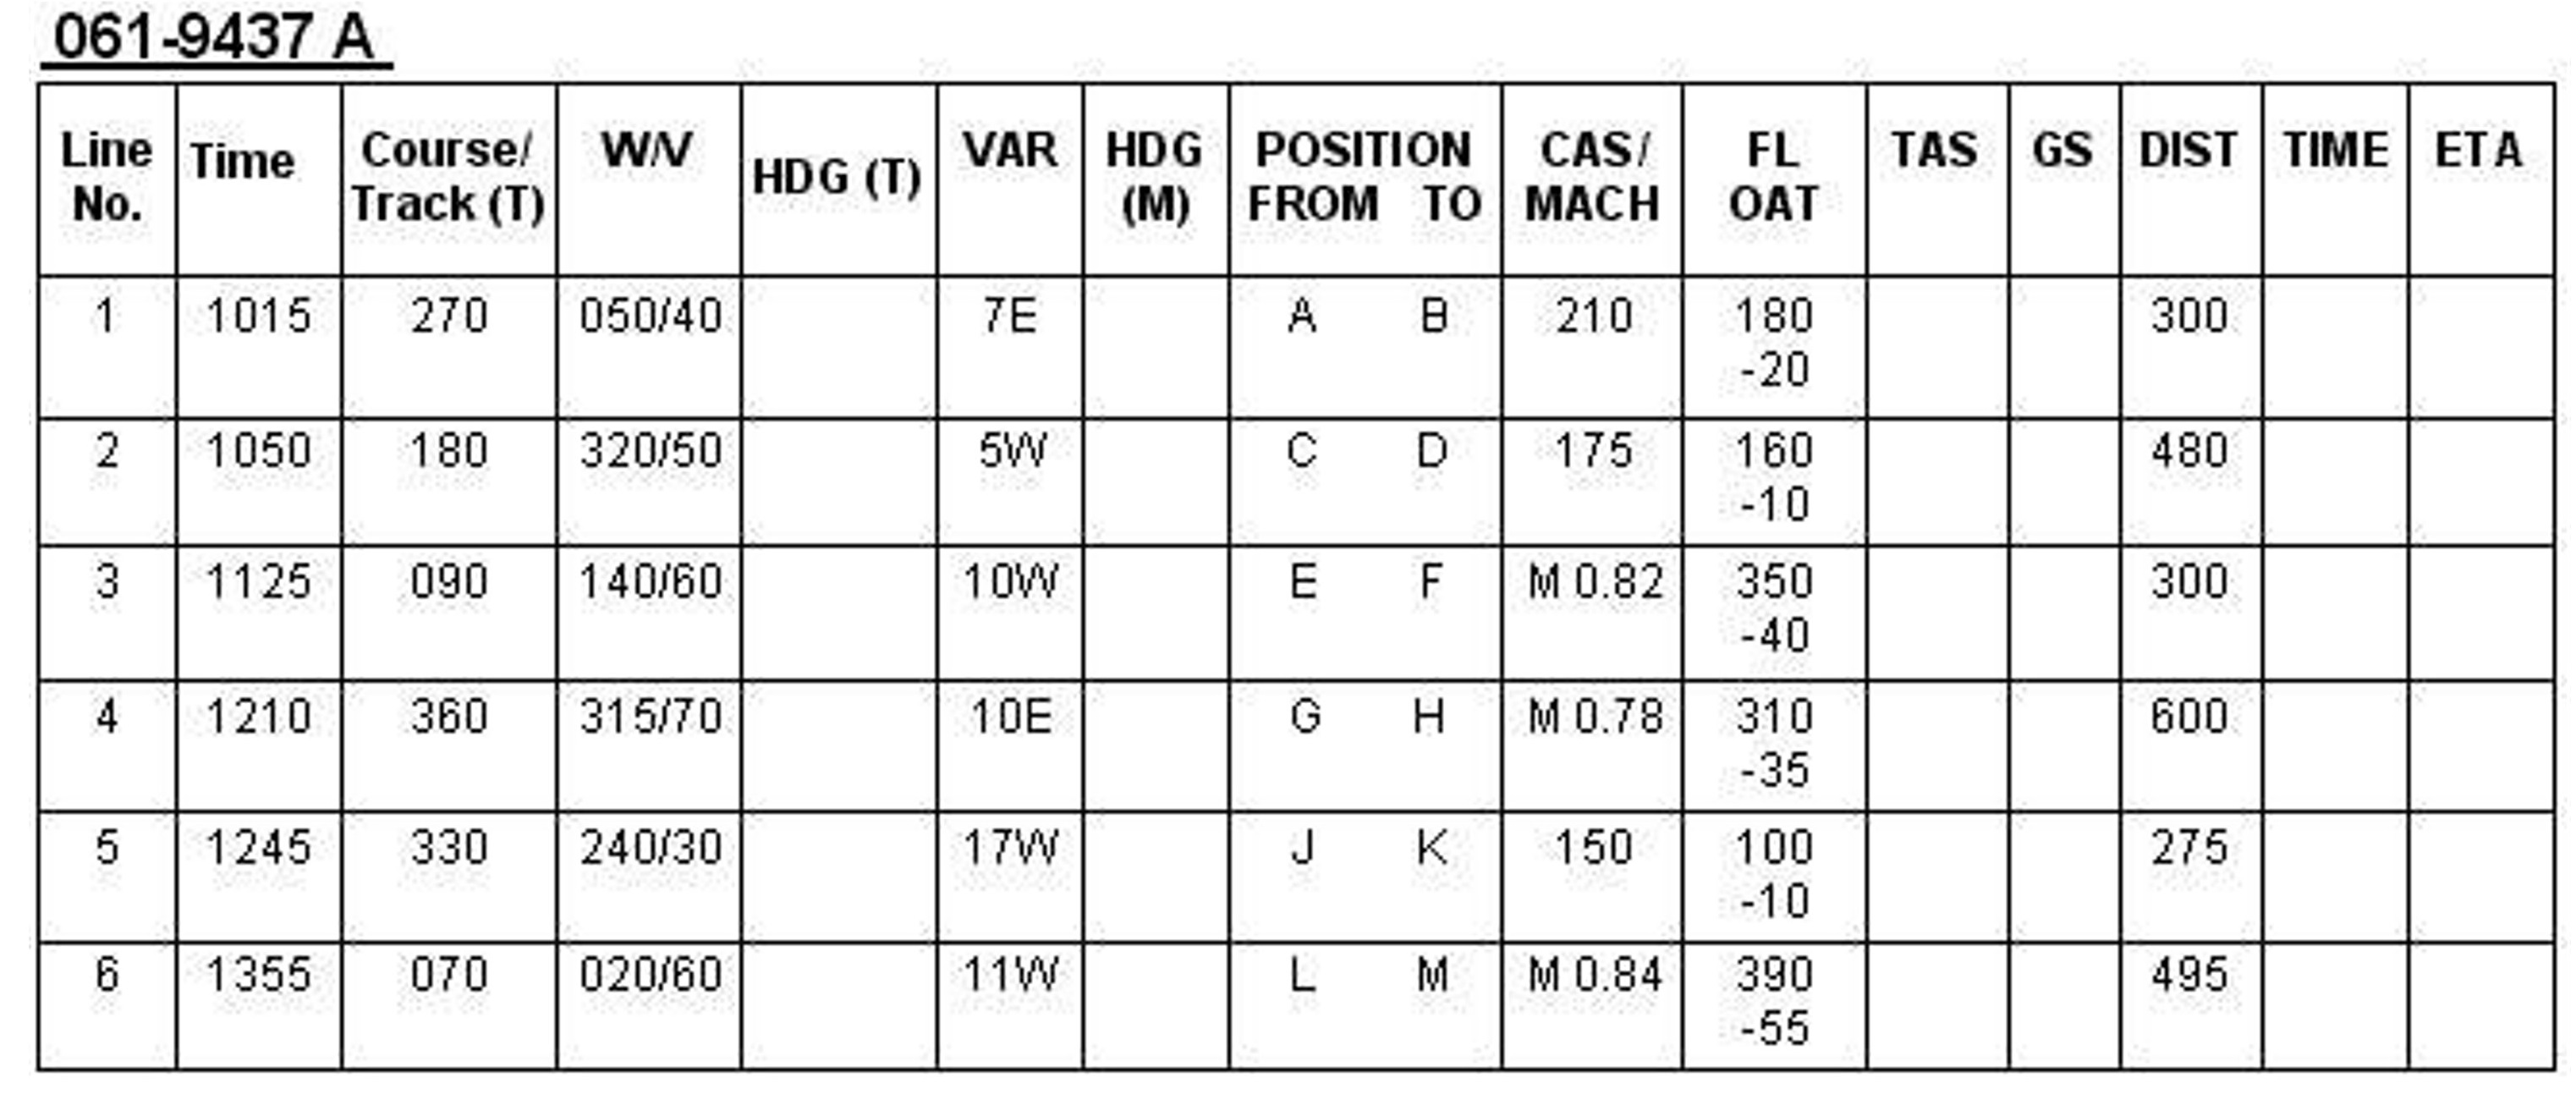 061-9437 A
Line No. Time Course/ Track (T) W/V HDG (T) VAR HDG (M) POSITION FROM TO CAS/ MACH FL OAT TAS GS DIST TIME ETA
1 1015 270 050/40 7E A B 210 180 -20 300
2 1050 180 320/50 5W C D 175 160 -10 480
3 1125 090 140/60 10W E F M 0.82 350 -40 300
4 1210 360 315/70 10E G H M 0.78 310 -35 600
5 1245 330 240/30 17W J K 150 100 -10 275
6 1355 070 020/60 11W L M M 0.84 390 -55 495